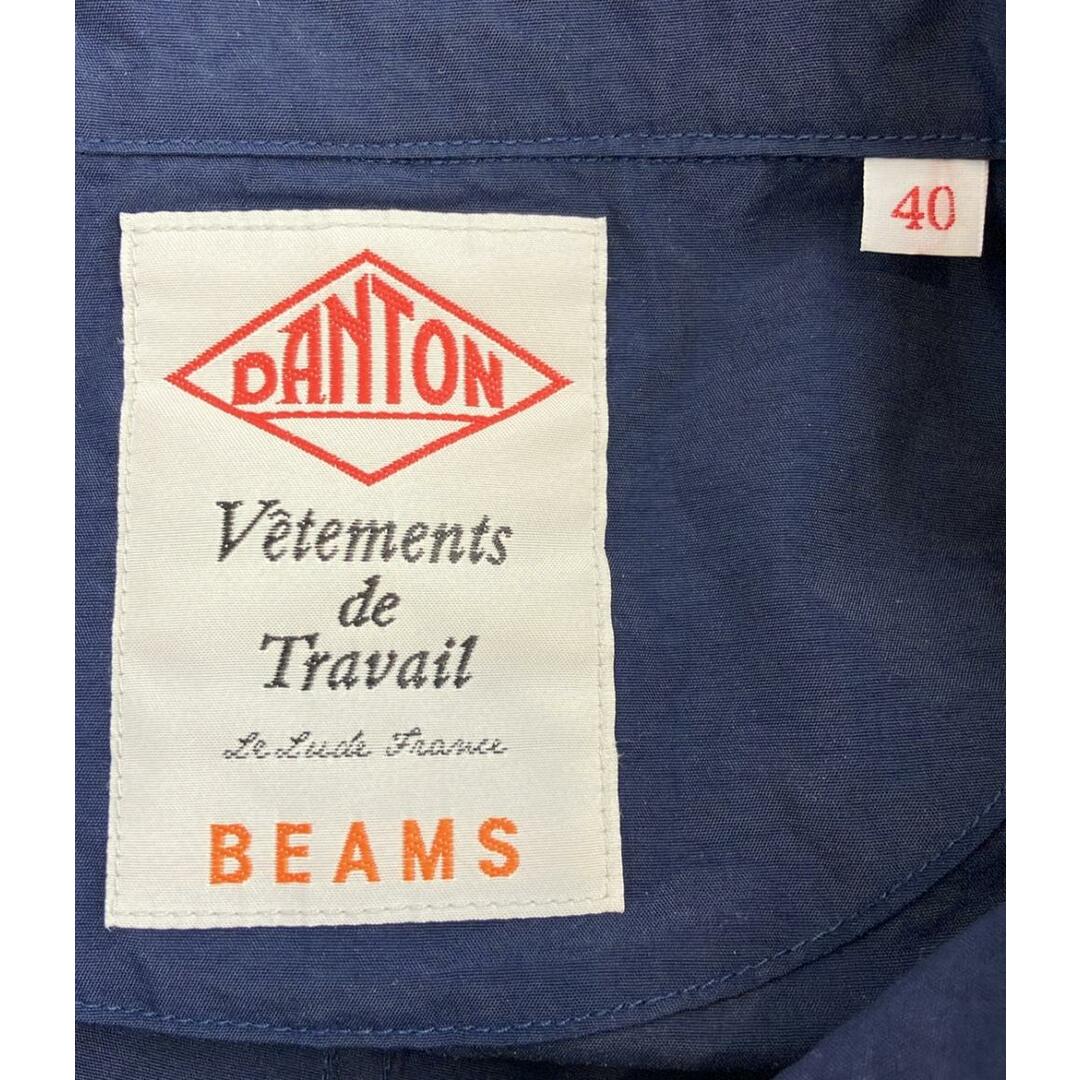 40
DANTON
Vêtements
de
Travail
Le Lude France
BEAMS